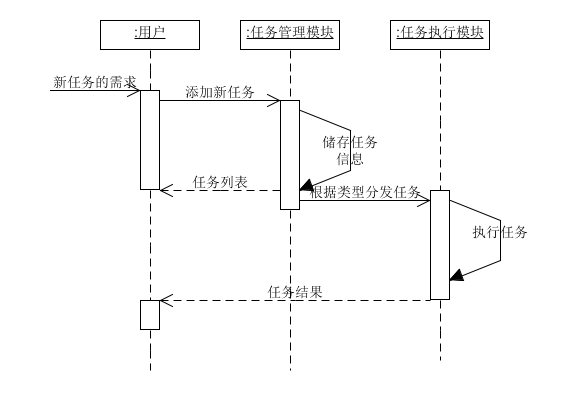 :用户
:任务管理模块
:任务执行模块
新任务的需求
添加新任务
储存任务
信息
任务列表
根据类型分发任务
执行任务
任务结果